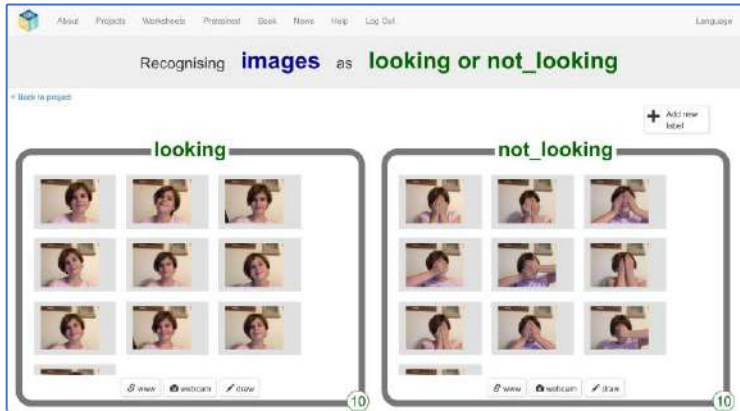 About Projects Worksheets Pretrained Book News Help Log Out Language
Recognising images as looking or not_looking
< Back to project
Add new
label
looking
not_looking
www webcam draw
10
www webcam draw
10